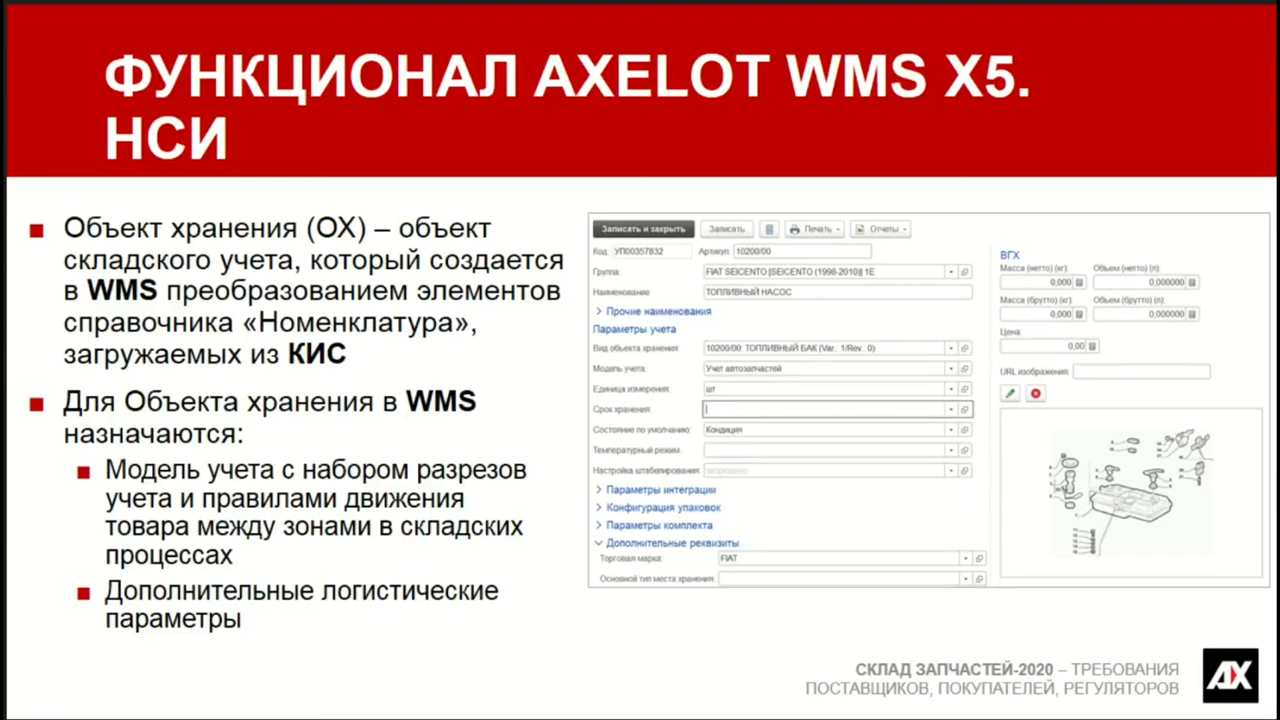 ФУНКЦИОНАЛ AXELOT WMS X5.
НСИ
Объект хранения (ОХ) – объект
складского учета, который создается
в WMS преобразованием элементов
справочника «Номенклатура»,
загружаемых из КИС
Для Объекта хранения в WMS
назначаются:
Модель учета с набором разрезов
учета и правилами движения
товара между зонами в складских
процессах
Дополнительные логистические
параметры
Записать и закрыть Записать Печать Отчеты
Код: УП00357832 Артикул: 10200/00
Группа: FIAT SEICENTO [SEICENTO (1998-2010)] 1E
Наименование: ТОПЛИВНЫЙ НАСОС
Прочие наименования
Параметры учета
Вид объекта хранения: 10200/00: ТОПЛИВНЫЙ БАК (Var.: 1/Rev.: 0)
Модель учета: Учет автозапчастей
Единица измерения: шт
Срок хранения:
Состояние по умолчанию: Кондиция
Температурный режим:
Настройка штабелирования: запрещено
Параметры интеграции
Конфигурация упаковок
Параметры комплекта
Дополнительные реквизиты
Торговая марка: FIAT
Основной тип места хранения:
ВГХ
Масса (нетто) (кг) Объем (нетто) (л)
0,000 0,000000
Масса (брутто) (кг) Объем (брутто) (л)
0,000 0,000000
Цена
0,00
URL изображения:
СКЛАД ЗАПЧАСТЕЙ-2020 – ТРЕБОВАНИЯ
ПОСТАВЩИКОВ, ПОКУПАТЕЛЕЙ, РЕГУЛЯТОРОВ
AX